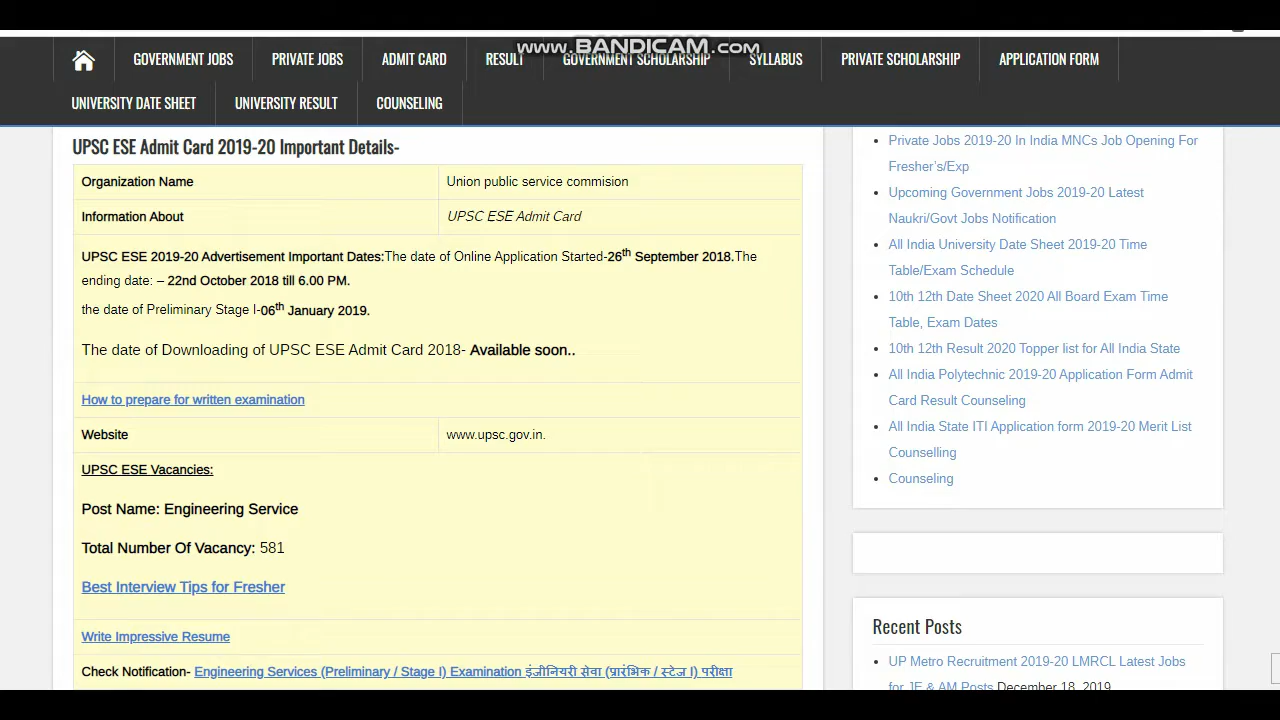 www.BANDICAM.com
GOVERNMENT JOBS PRIVATE JOBS ADMIT CARD RESULT GOVERNMENT SCHOLARSHIP SYLLABUS PRIVATE SCHOLARSHIP APPLICATION FORM
UNIVERSITY DATE SHEET UNIVERSITY RESULT COUNSELING
UPSC ESE Admit Card 2019-20 Important Details-
Organization Name Union public service commision
Information About UPSC ESE Admit Card
UPSC ESE 2019-20 Advertisement Important Dates:The date of Online Application Started-26th September 2018.The
ending date: – 22nd October 2018 till 6.00 PM.
the date of Preliminary Stage I-06th January 2019.
The date of Downloading of UPSC ESE Admit Card 2018- Available soon..
How to prepare for written examination
Website www.upsc.gov.in.
UPSC ESE Vacancies:
Post Name: Engineering Service
Total Number Of Vacancy: 581
Best Interview Tips for Fresher
Write Impressive Resume
Check Notification- Engineering Services (Preliminary / Stage I) Examination इंजीनियरी सेवा (प्रारंभिक / स्टेज I) परीक्षा
Private Jobs 2019-20 In India MNCs Job Opening For
Fresher’s/Exp
Upcoming Government Jobs 2019-20 Latest
Naukri/Govt Jobs Notification
All India University Date Sheet 2019-20 Time
Table/Exam Schedule
10th 12th Date Sheet 2020 All Board Exam Time
Table, Exam Dates
10th 12th Result 2020 Topper list for All India State
All India Polytechnic 2019-20 Application Form Admit
Card Result Counseling
All India State ITI Application form 2019-20 Merit List
Counselling
Counseling
Recent Posts
UP Metro Recruitment 2019-20 LMRCL Latest Jobs
for JE & AM Posts December 18, 2019